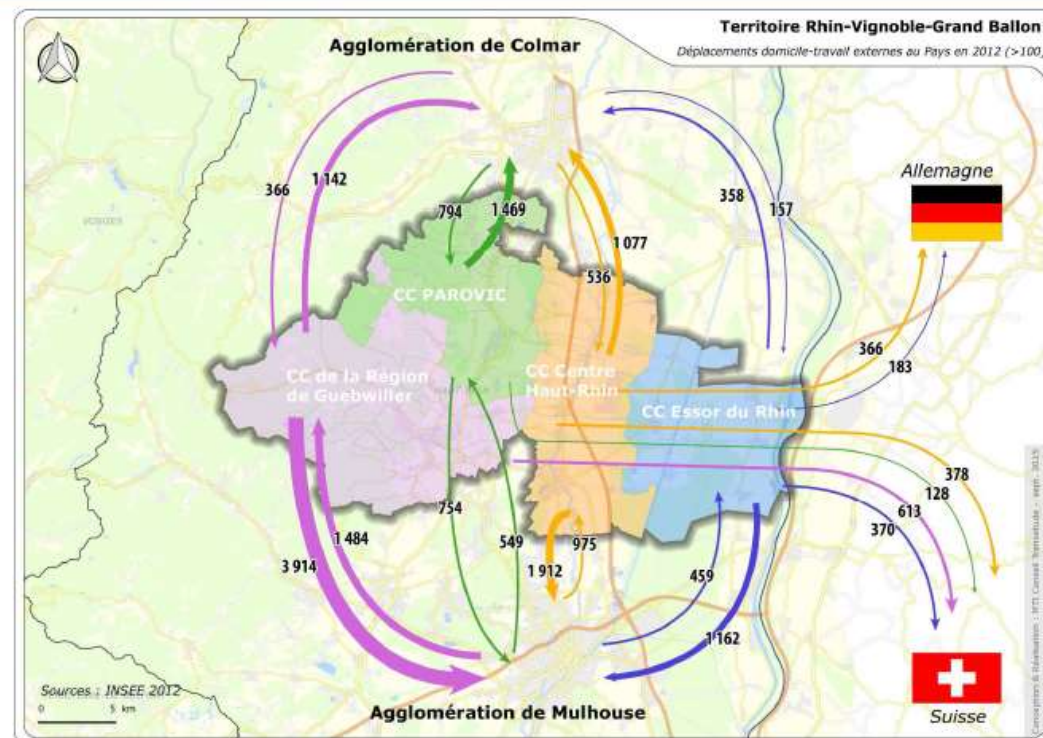 Territoire Rhin-Vignoble-Grand Ballon
Déplacements domicile-travail externes au Pays en 2012 (>100)
Agglomération de Colmar
Allemagne
366
1 142
794
1 469
1 077
536
358
157
CC PAROVIC
CC de la Région
de Guebwiller
CC Centre
Haut-Rhin
CC Essor du Rhin
366
183
378
128
613
370
754
549
975
1 912
459
1 162
1 484
3 914
Sources : INSEE 2012
0 5 km
Agglomération de Mulhouse
Suisse